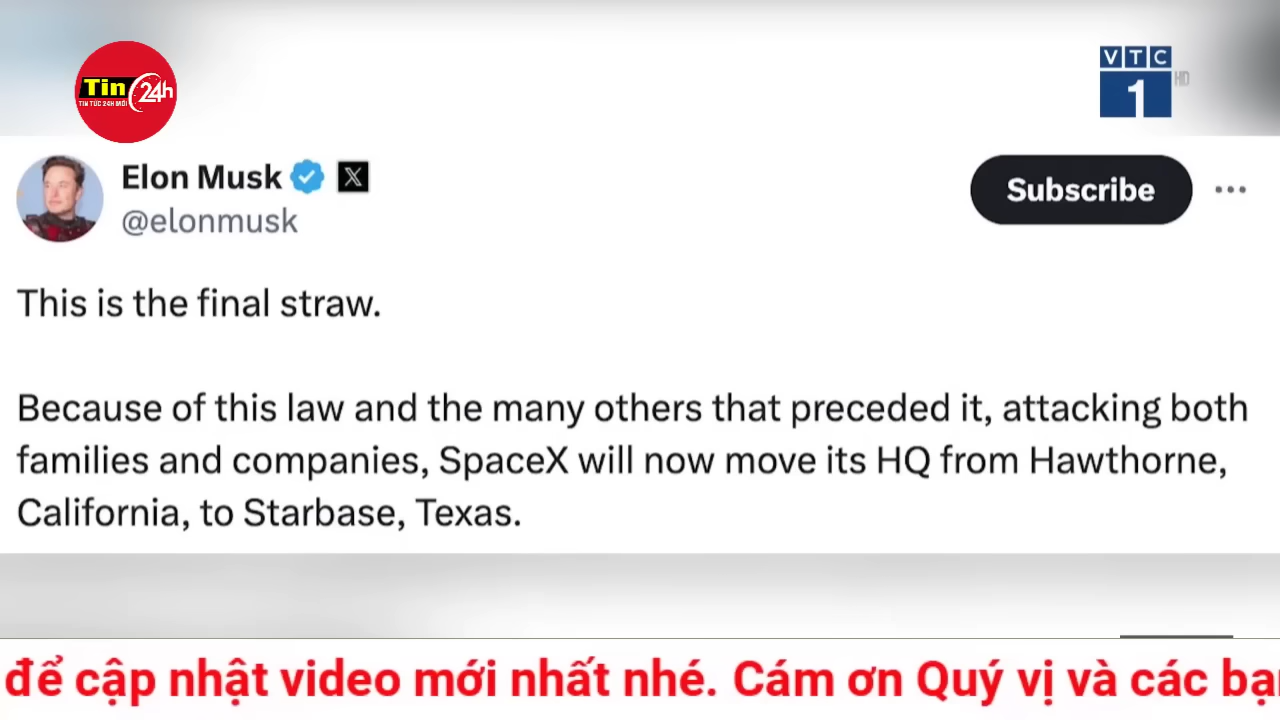 Tin 24h
TIN TỨC 24H MỚI
VTC
1
HD
Elon Musk
X
@elonmusk
Subscribe
This is the final straw.
Because of this law and the many others that preceded it, attacking both
families and companies, SpaceX will now move its HQ from Hawthorne,
California, to Starbase, Texas.
để cập nhật video mới nhất nhé. Cám ơn Quý vị và các